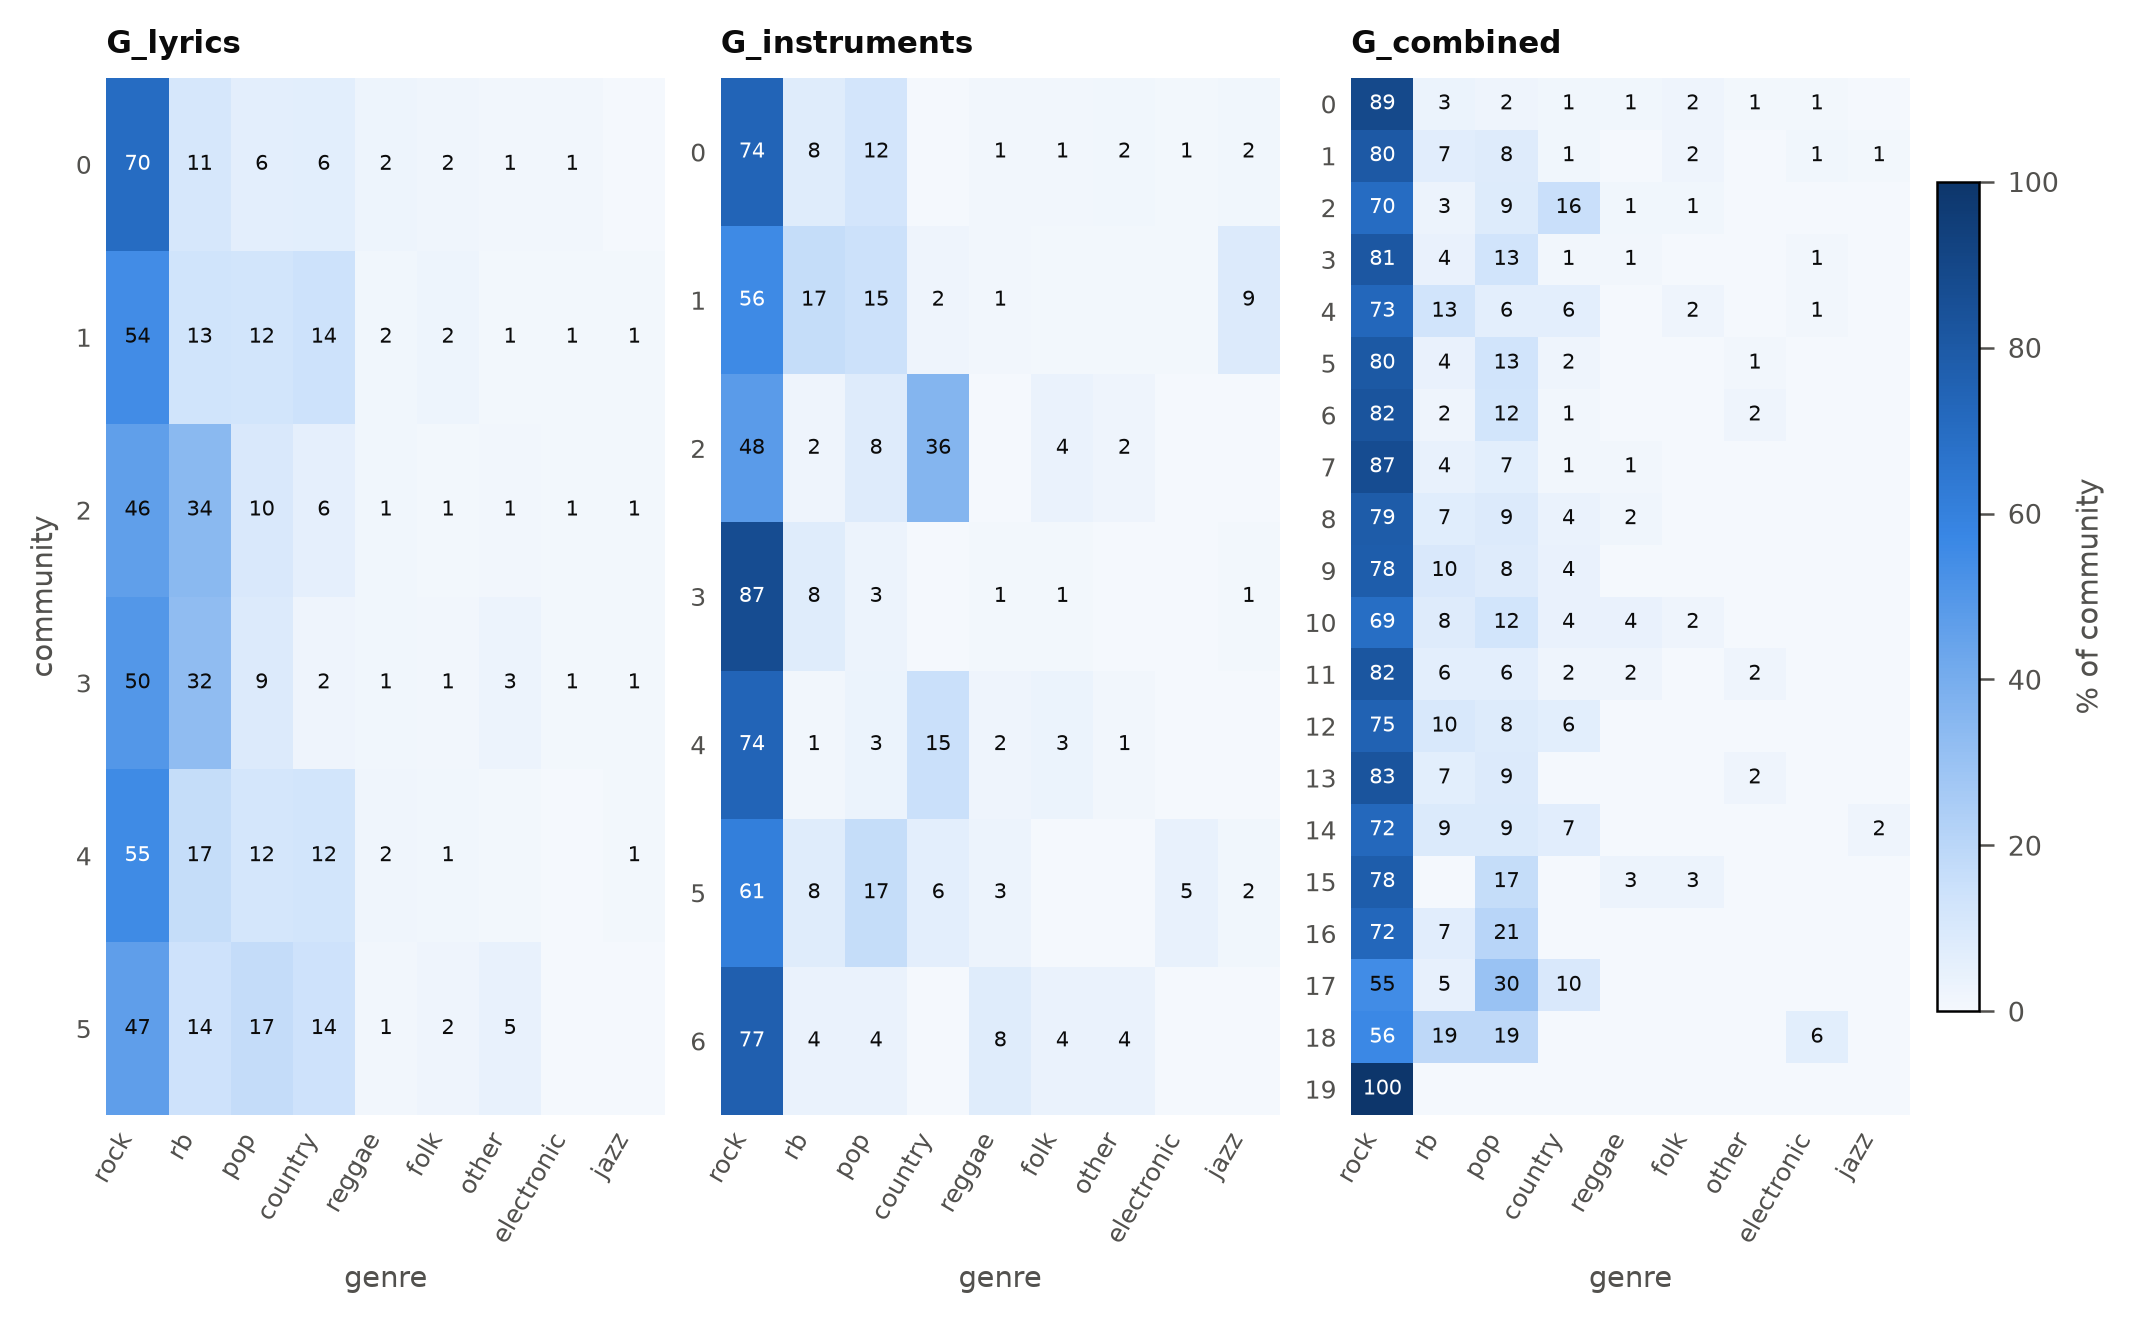 G_lyrics
community
0 70 11 6 6 2 2 1 1
1 54 13 12 14 2 2 1 1 1
2 46 34 10 6 1 1 1 1 1
3 50 32 9 2 1 1 3 1 1
4 55 17 12 12 2 1 1
5 47 14 17 14 1 2 5
rock rb pop country reggae folk other electronic jazz
genre
G_instruments
0 74 8 12 1 1 2 1 2
1 56 17 15 2 1 9
2 48 2 8 36 4 2
3 87 8 3 1 1 1
4 74 1 3 15 2 3 1
5 61 8 17 6 3 5 2
6 77 4 4 8 4 4
rock rb pop country reggae folk other electronic jazz
genre
G_combined
0 89 3 2 1 1 2 1 1
1 80 7 8 1 2 1 1
2 70 3 9 16 1 1
3 81 4 13 1 1 1
4 73 13 6 6 2 1
5 80 4 13 2 1
6 82 2 12 1 2
7 87 4 7 1 1
8 79 7 9 4 2
9 78 10 8 4
10 69 8 12 4 4 2
11 82 6 6 2 2 2
12 75 10 8 6
13 83 7 9 2
14 72 9 9 7 2
15 78 17 3 3
16 72 7 21
17 55 5 30 10
18 56 19 19 6
19 100
rock rb pop country reggae folk other electronic jazz
genre
100
80
60
40
20
0
% of community